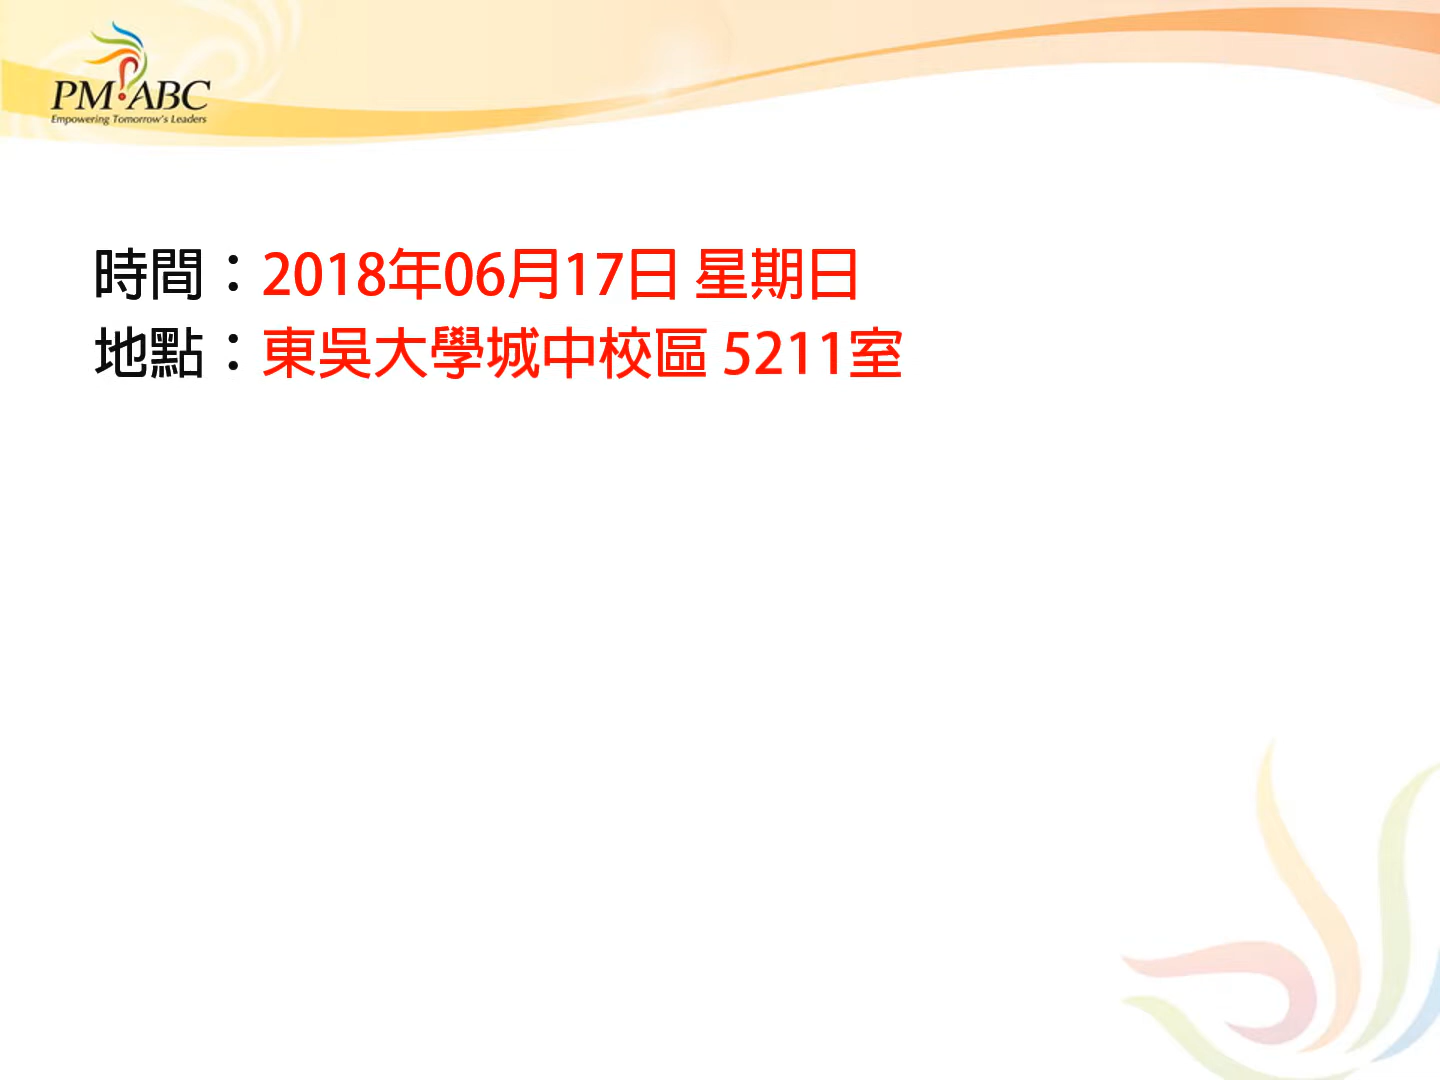 PM ABC
Empowering Tomorrow's Leaders
時間：2018年06月17日 星期日
地點：東吳大學城中校區 5211室